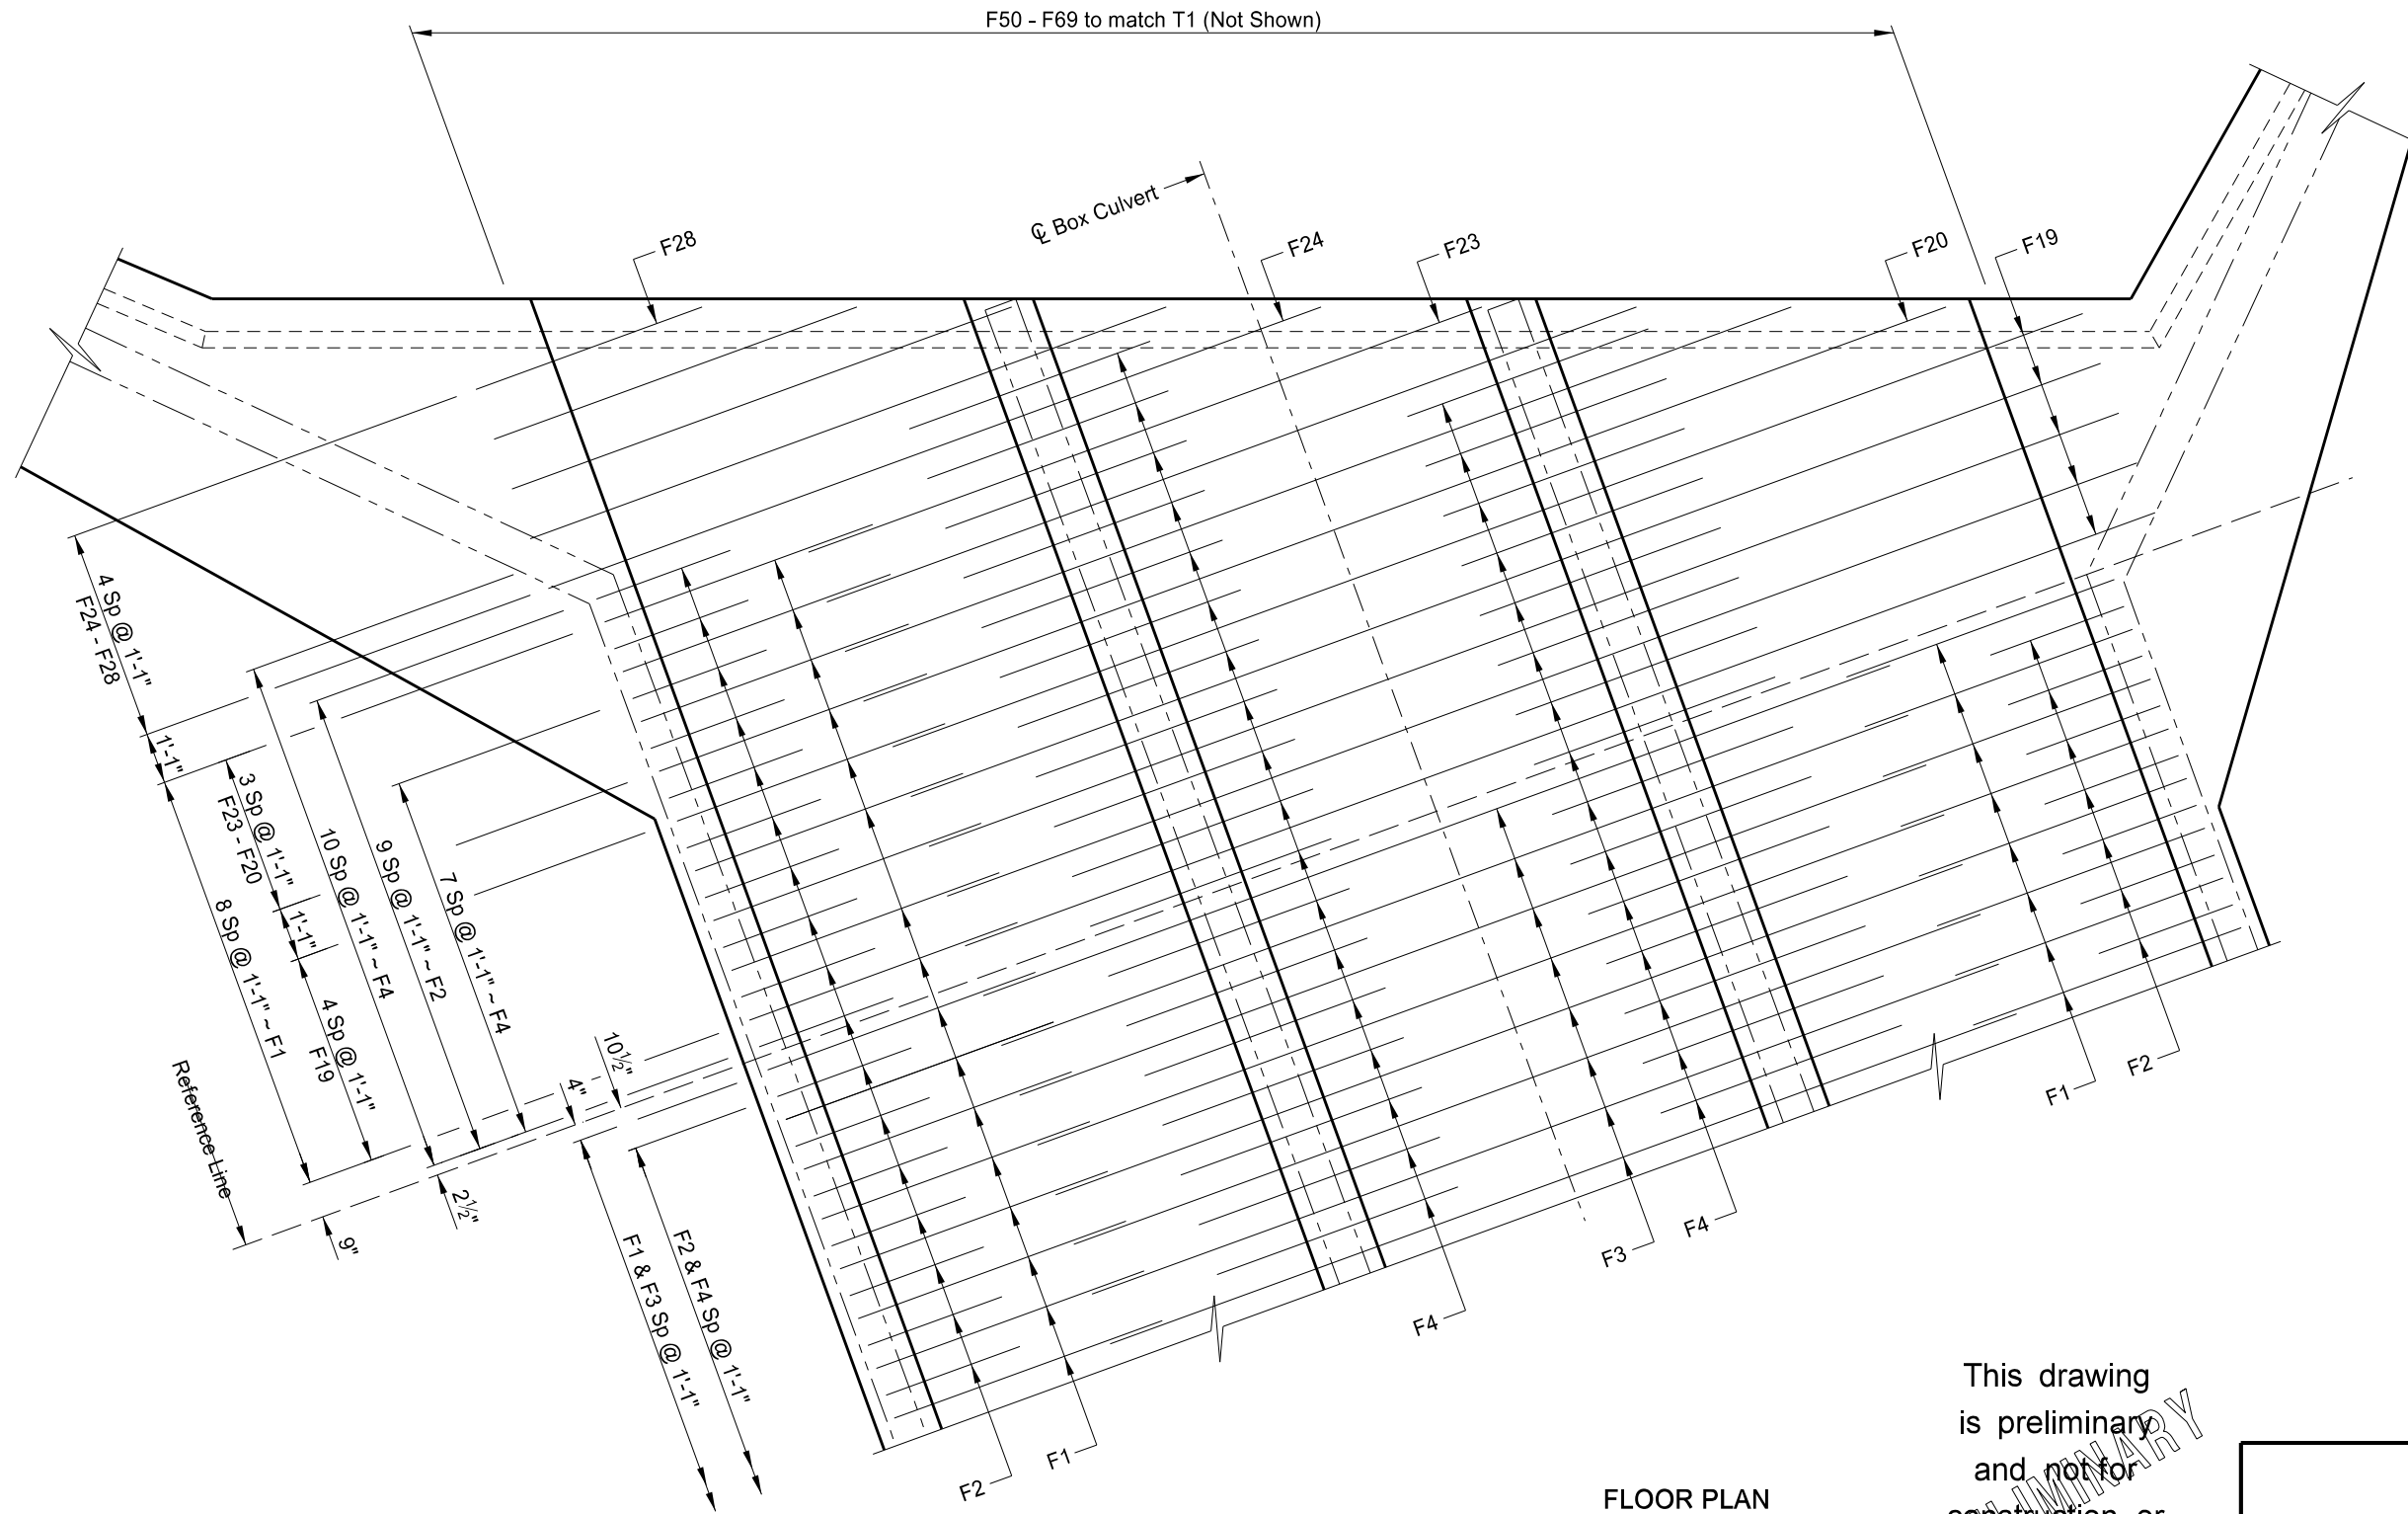 F50 - F69 to match T1 (Not Shown)
℄ Box Culvert
F28
F24
F23
F20
F19
4 Sp @ 1'-1"
F24 - F28
1'-1"
3 Sp @ 1'-1"
F23 - F20
1'-1"
4 Sp @ 1'-1"
F19
8 Sp @ 1'-1" ~ F1
10 Sp @ 1'-1" ~ F4
9 Sp @ 1'-1" ~ F2
7 Sp @ 1'-1" ~ F4
Reference Line
10½"
4"
2½"
9"
F1 & F3 Sp @ 1'-1"
F2 & F4 Sp @ 1'-1"
F2
F1
F4
F3
F4
F1
F2
FLOOR PLAN
This drawing
is preliminary
and not for
construction or